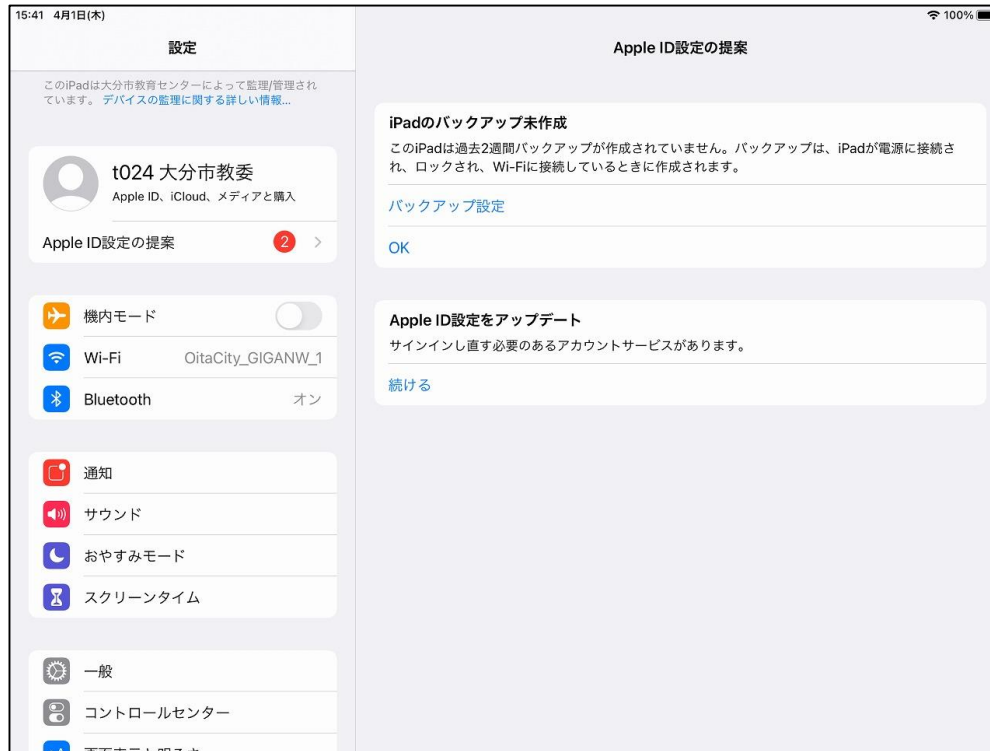 15:41 4月1日(木)
100%
設定
Apple ID設定の提案
このiPadは大分市教育センターによって監理/管理され
ています。デバイスの監理に関する詳しい情報...
t024 大分市教委
Apple ID、iCloud、メディアと購入
Apple ID設定の提案
2
機内モード
Wi-Fi OitaCity_GIGANW_1
Bluetooth オン
通知
サウンド
おやすみモード
スクリーンタイム
一般
コントロールセンター
iPadのバックアップ未作成
このiPadは過去2週間バックアップが作成されていません。バックアップは、iPadが電源に接続さ
れ、ロックされ、Wi-Fiに接続しているときに作成されます。
バックアップ設定
OK
Apple ID設定をアップデート
サインインし直す必要のあるアカウントサービスがあります。
続ける